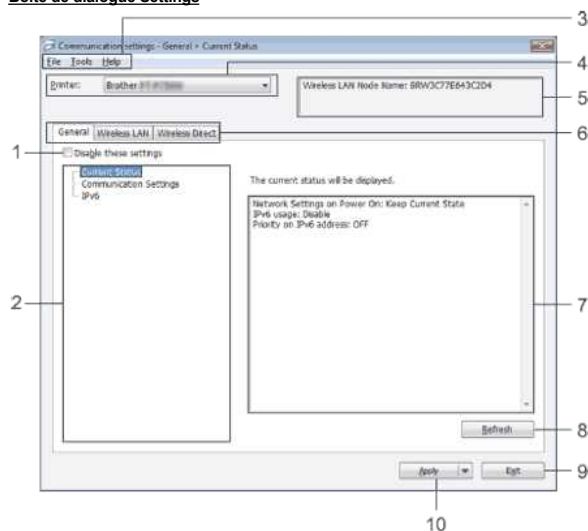 Boîte de dialogue Settings
3
Communication settings - General > Current Status
File Tools Help
4
Printer: Brother
Wireless LAN Node Name: BRW3C77E643C2D4
5
General Wireless LAN Wireless Direct
6
1
Disable these settings
Current Status
Communication Settings
IPv6
The current status will be displayed.
Network Settings on Power On: Keep Current State
IPv6 usage: Disable
Priority on IPv6 address: OFF
2
7
Refresh
8
Apply
Exit
9
10